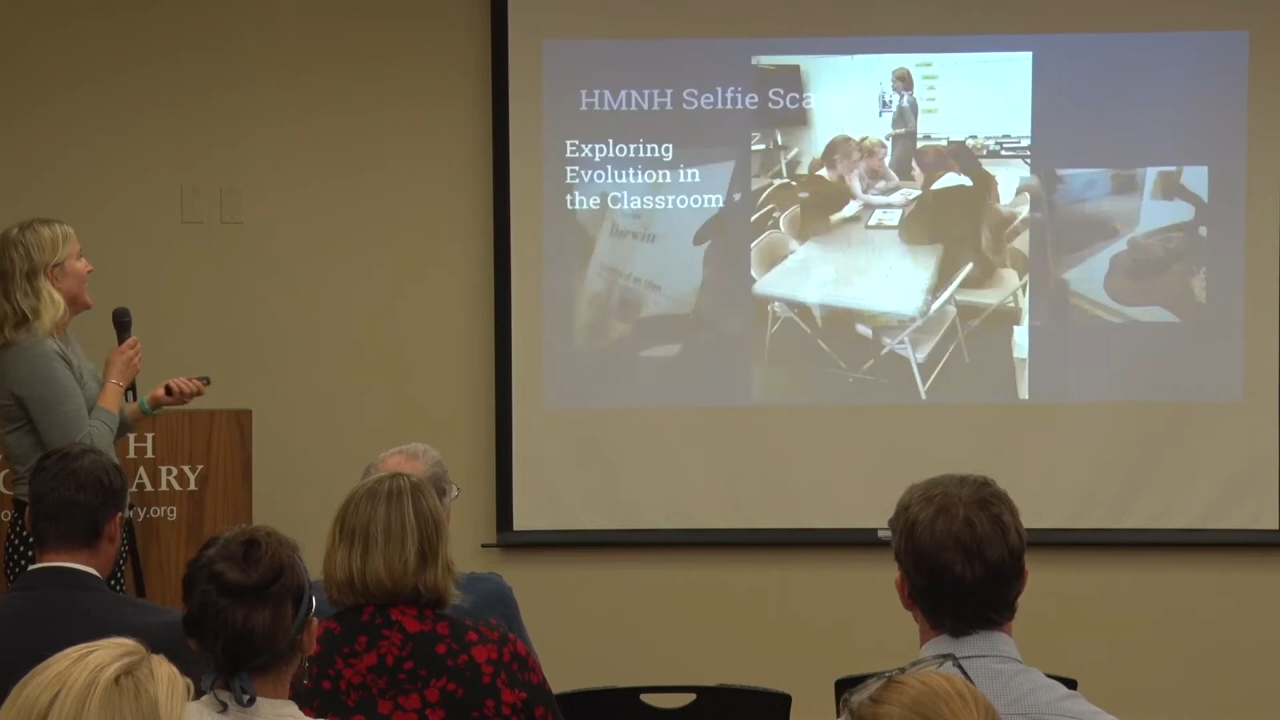 HMNH Selfie Sca
Exploring
Evolution in
the Classroom
Darwin
H
ARY
ry.org